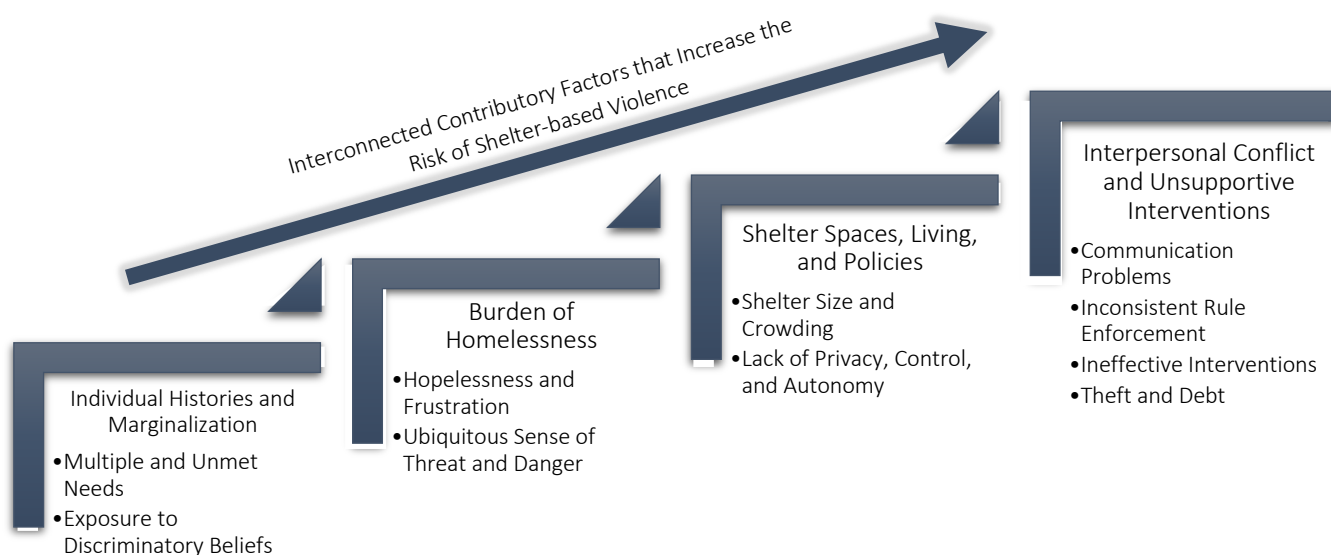 Interconnected Contributory Factors that Increase the
Risk of Shelter-based Violence
Individual Histories and
Marginalization
•Multiple and Unmet
Needs
•Exposure to
Discriminatory Beliefs
Burden of
Homelessness
•Hopelessness and
Frustration
•Ubiquitous Sense of
Threat and Danger
Shelter Spaces, Living,
and Policies
•Shelter Size and
Crowding
•Lack of Privacy, Control,
and Autonomy
Interpersonal Conflict
and Unsupportive
Interventions
•Communication
Problems
•Inconsistent Rule
Enforcement
•Ineffective Interventions
•Theft and Debt